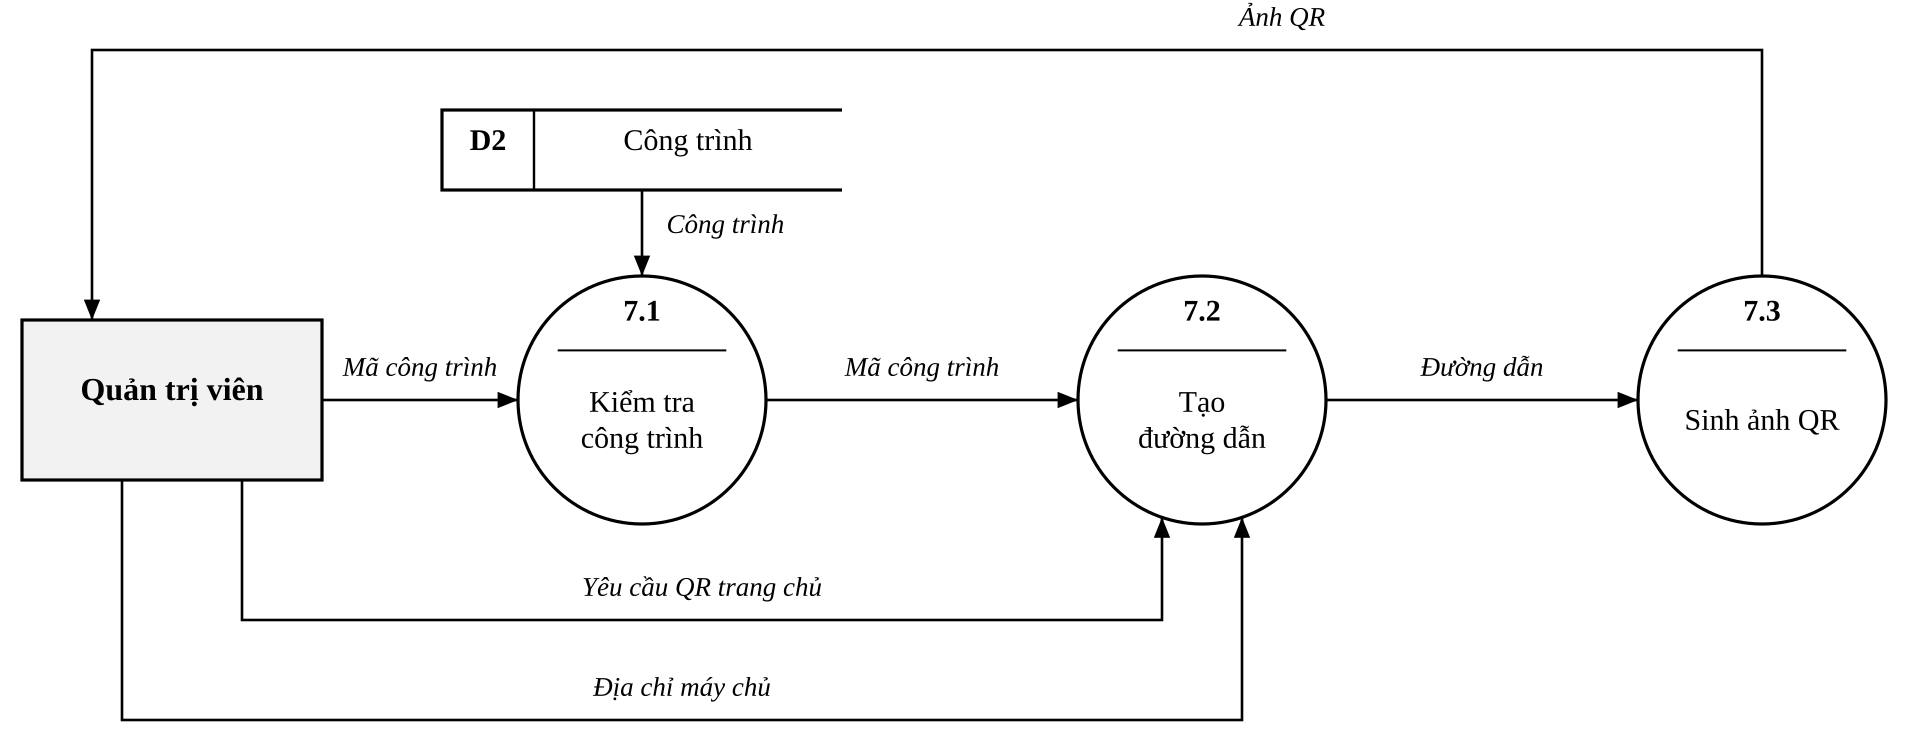 Ảnh QR
D2
Công trình
Công trình
7.1
7.2
7.3
Quản trị viên
Mã công trình
Kiểm tra
công trình
Mã công trình
Tạo
đường dẫn
Đường dẫn
Sinh ảnh QR
Yêu cầu QR trang chủ
Địa chỉ máy chủ